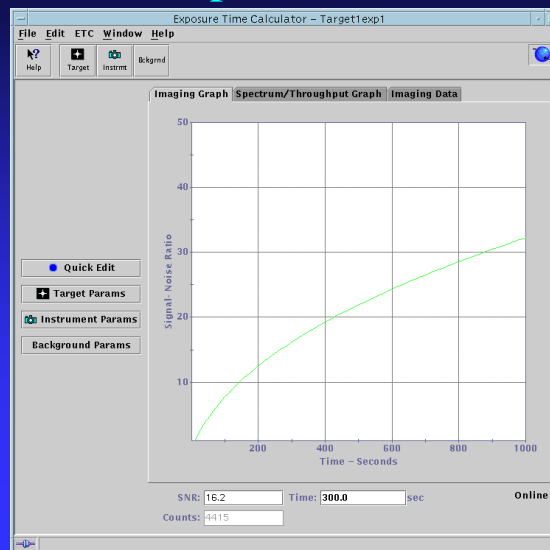 Exposure Time Calculator – Target1exp1
File Edit ETC Window Help
Help Target Instrmt Bckgrnd
Imaging Graph Spectrum/Throughput Graph Imaging Data
50
40
30
20
10
Signal- Noise Ratio
200 400 600 800 1000
Time – Seconds
Quick Edit
Target Params
Instrument Params
Background Params
SNR: 16.2 Time: 300.0 sec Online
Counts: 4415